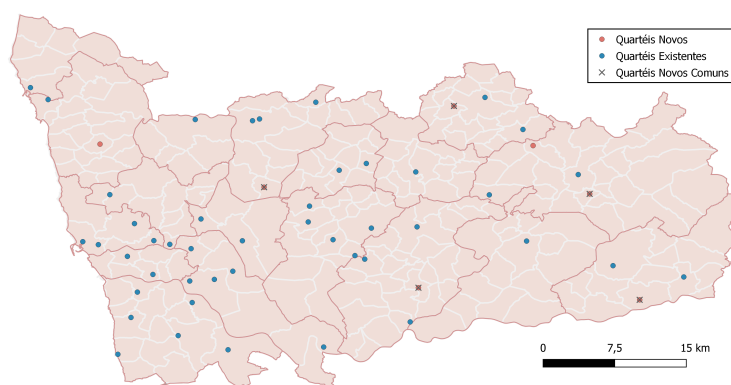 Quartéis Novos
Quartéis Existentes
Quartéis Novos Comuns
0 7,5 15 km